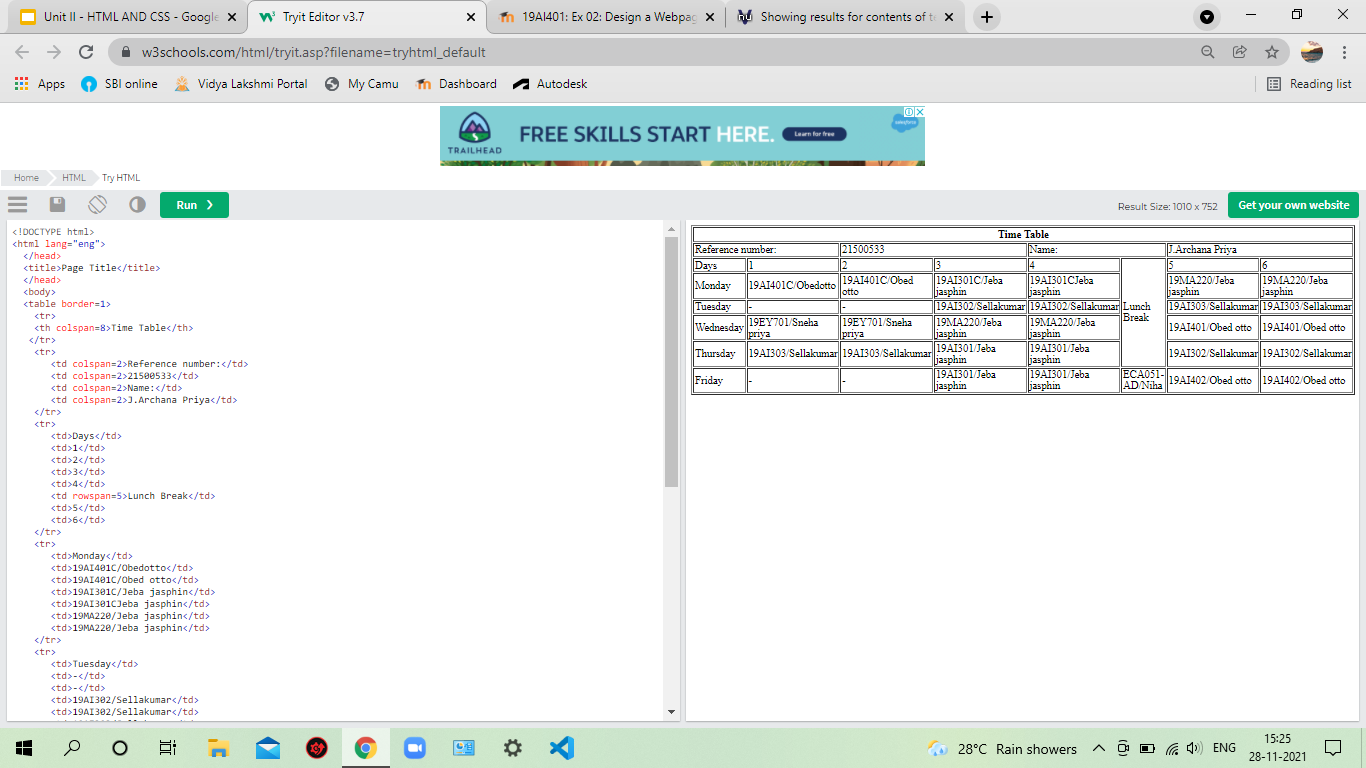 Unit II - HTML AND CSS - Google
Tryit Editor v3.7
19AI401: Ex 02: Design a Webpag
Showing results for contents of t
w3schools.com/html/tryit.asp?filename=tryhtml_default
Apps
SBI online
Vidya Lakshmi Portal
My Camu
Dashboard
Autodesk
Reading list
TRAILHEAD
FREE SKILLS START HERE.
Learn for free
salesforce
Home
HTML
Try HTML
Run ❯
Result Size: 1010 x 752
Get your own website
<!DOCTYPE html>
<html lang="eng">
</head>
<title>Page Title</title>
</head>
<body>
<table border=1>
<tr>
<th colspan=8>Time Table</th>
</tr>
<tr>
<td colspan=2>Reference number:</td>
<td colspan=2>21500533</td>
<td colspan=2>Name:</td>
<td colspan=2>J.Archana Priya</td>
</tr>
<tr>
<td>Days</td>
<td>1</td>
<td>2</td>
<td>3</td>
<td>4</td>
<td rowspan=5>Lunch Break</td>
<td>5</td>
<td>6</td>
</tr>
<tr>
<td>Monday</td>
<td>19AI401C/Obedotto</td>
<td>19AI401C/Obed otto</td>
<td>19AI301C/Jeba jasphin</td>
<td>19AI301CJeba jasphin</td>
<td>19MA220/Jeba jasphin</td>
<td>19MA220/Jeba jasphin</td>
</tr>
<tr>
<td>Tuesday</td>
<td>-</td>
<td>-</td>
<td>19AI302/Sellakumar</td>
<td>19AI302/Sellakumar</td>
Time Table
Reference number: 21500533 Name: J.Archana Priya
Days 1 2 3 4 Lunch Break 5 6
Monday 19AI401C/Obedotto 19AI401C/Obed otto 19AI301C/Jeba jasphin 19AI301CJeba jasphin 19MA220/Jeba jasphin 19MA220/Jeba jasphin
Tuesday - - 19AI302/Sellakumar 19AI302/Sellakumar 19AI303/Sellakumar 19AI303/Sellakumar
Wednesday 19EY701/Sneha priya 19EY701/Sneha priya 19MA220/Jeba jasphin 19MA220/Jeba jasphin 19AI401/Obed otto 19AI401/Obed otto
Thursday 19AI303/Sellakumar 19AI303/Sellakumar 19AI301/Jeba jasphin 19AI301/Jeba jasphin 19AI302/Sellakumar 19AI302/Sellakumar
Friday - - 19AI301/Jeba jasphin 19AI301/Jeba jasphin ECA051-AD/Niha 19AI402/Obed otto 19AI402/Obed otto
28°C Rain showers
ENG
15:25
28-11-2021